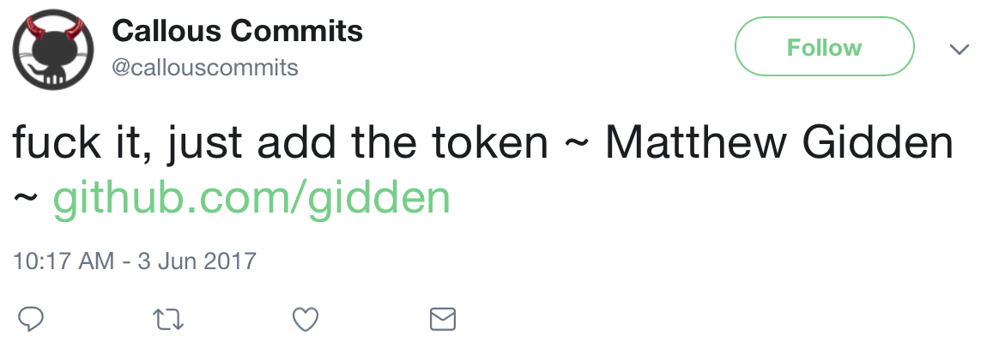 Callous Commits
@callouscommits
Follow
fuck it, just add the token ~ Matthew Gidden
~ github.com/gidden
10:17 AM - 3 Jun 2017